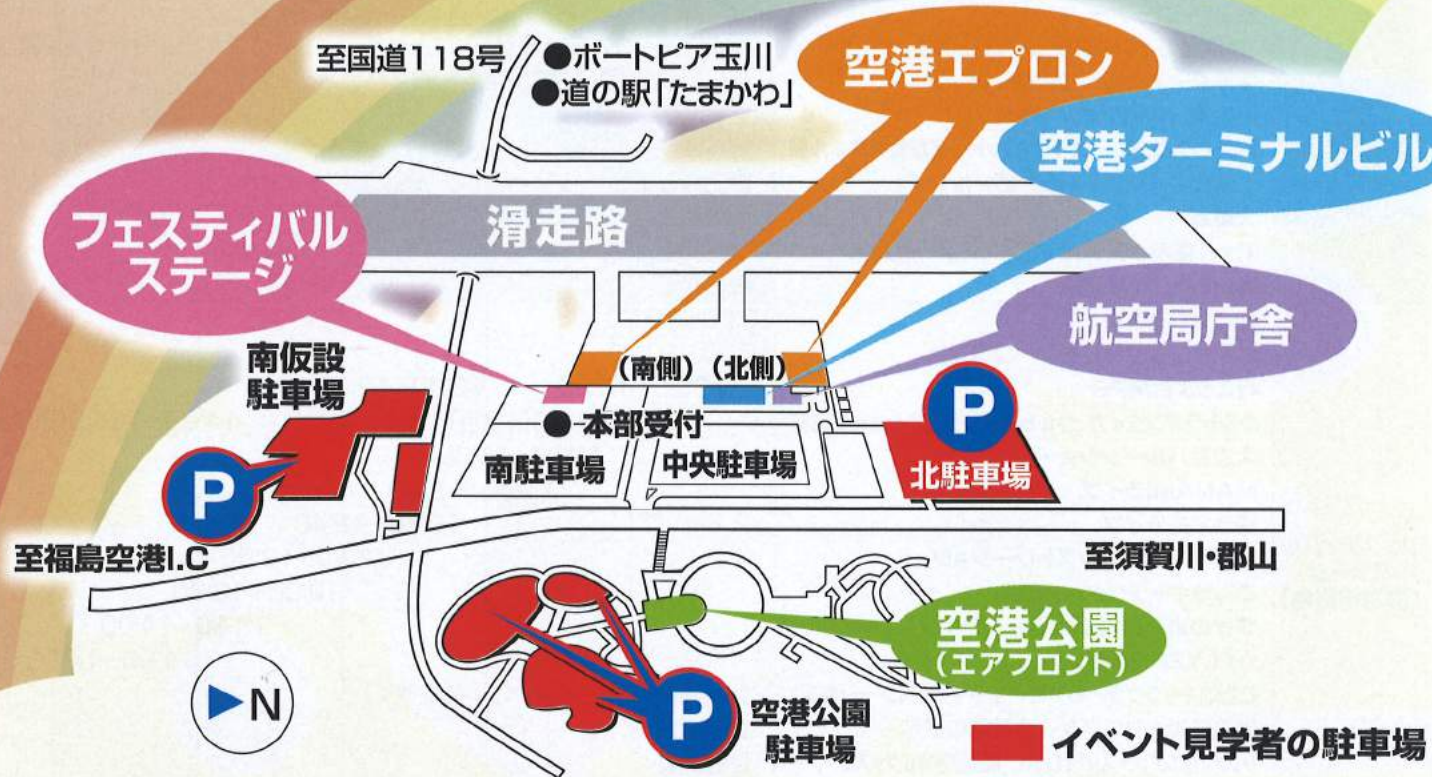 至国道118号
●ボートピア玉川
●道の駅「たまかわ」
空港エプロン
空港ターミナルビル
フェスティバル
ステージ
滑走路
航空局庁舎
南仮設
駐車場
(南側)
(北側)
P
●本部受付
南駐車場
中央駐車場
P
北駐車場
至福島空港I.C
至須賀川・郡山
空港公園
(エアフロント)
N
P
空港公園
駐車場
イベント見学者の駐車場